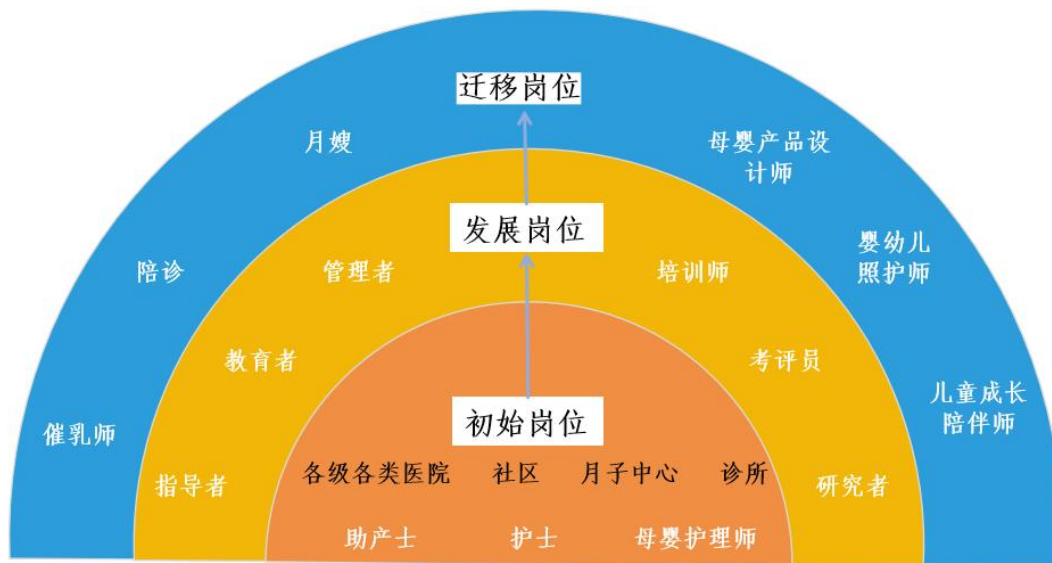 迁移岗位
月嫂
母婴产品设
计师
发展岗位
婴幼儿
照护师
陪诊
管理者
培训师
教育者
考评员
儿童成长
陪伴师
初始岗位
催乳师
各级各类医院 社区 月子中心 诊所
指导者
研究者
助产士 护士 母婴护理师